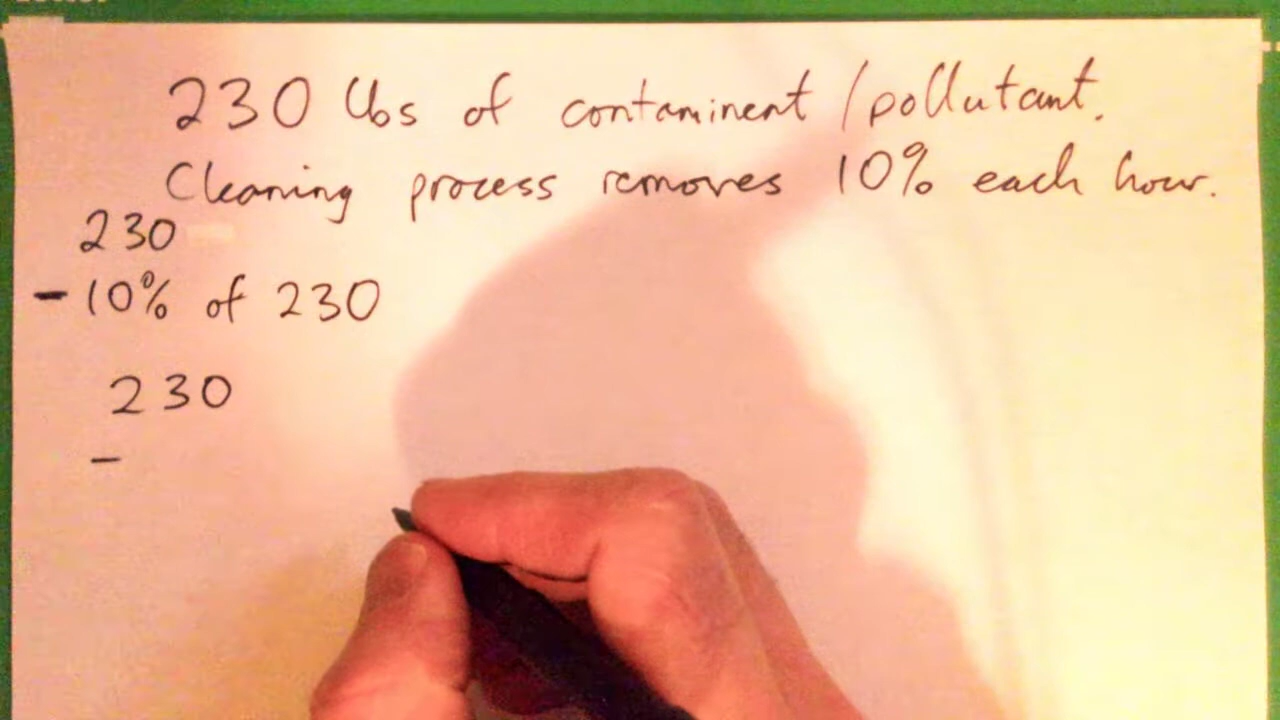 230 lbs of contaminent / pollutant.
Cleaning process removes 10% each hour.
230
- 10% of 230
230
-